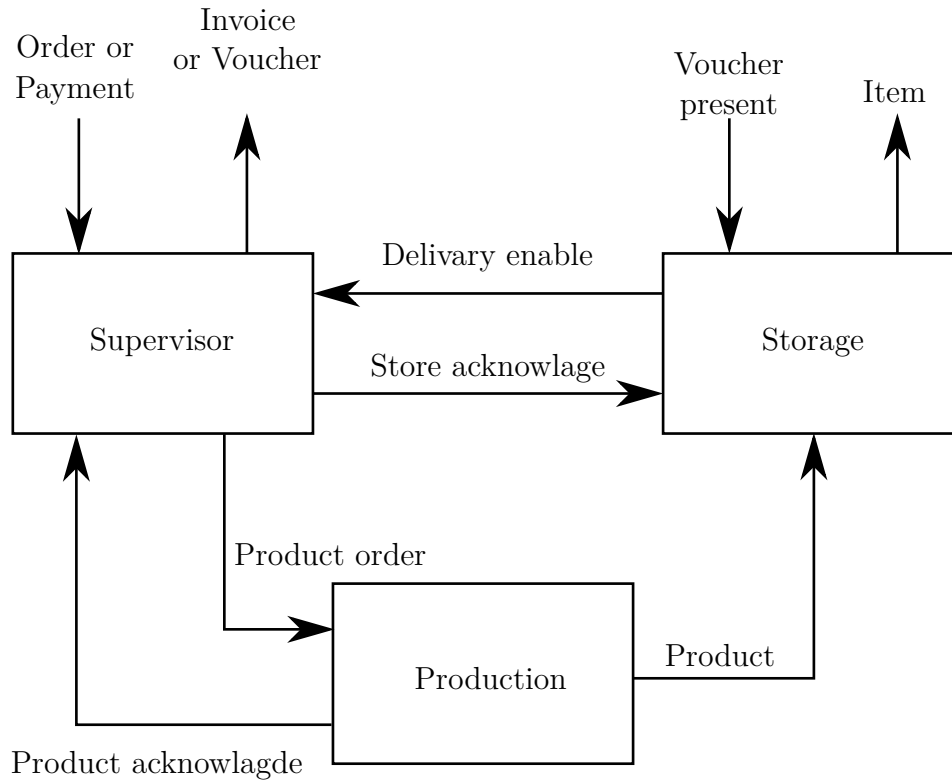 Order or
Payment
Invoice
or Voucher
Voucher
present
Item
Delivary enable
Supervisor
Storage
Store acknowlage
Product order
Product
Production
Product acknowlagde